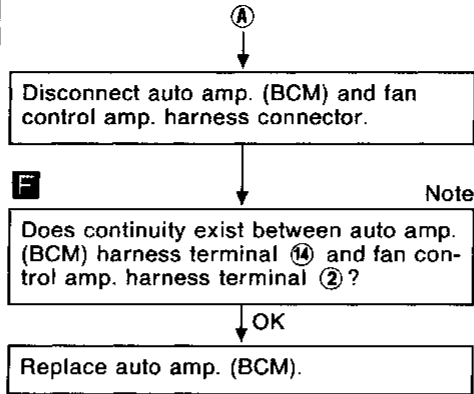 Ⓐ
Disconnect auto amp. (BCM) and fan
control amp. harness connector.
F
Note
Does continuity exist between auto amp.
(BCM) harness terminal ⑭ and fan con-
trol amp. harness terminal ②?
OK
Replace auto amp. (BCM).